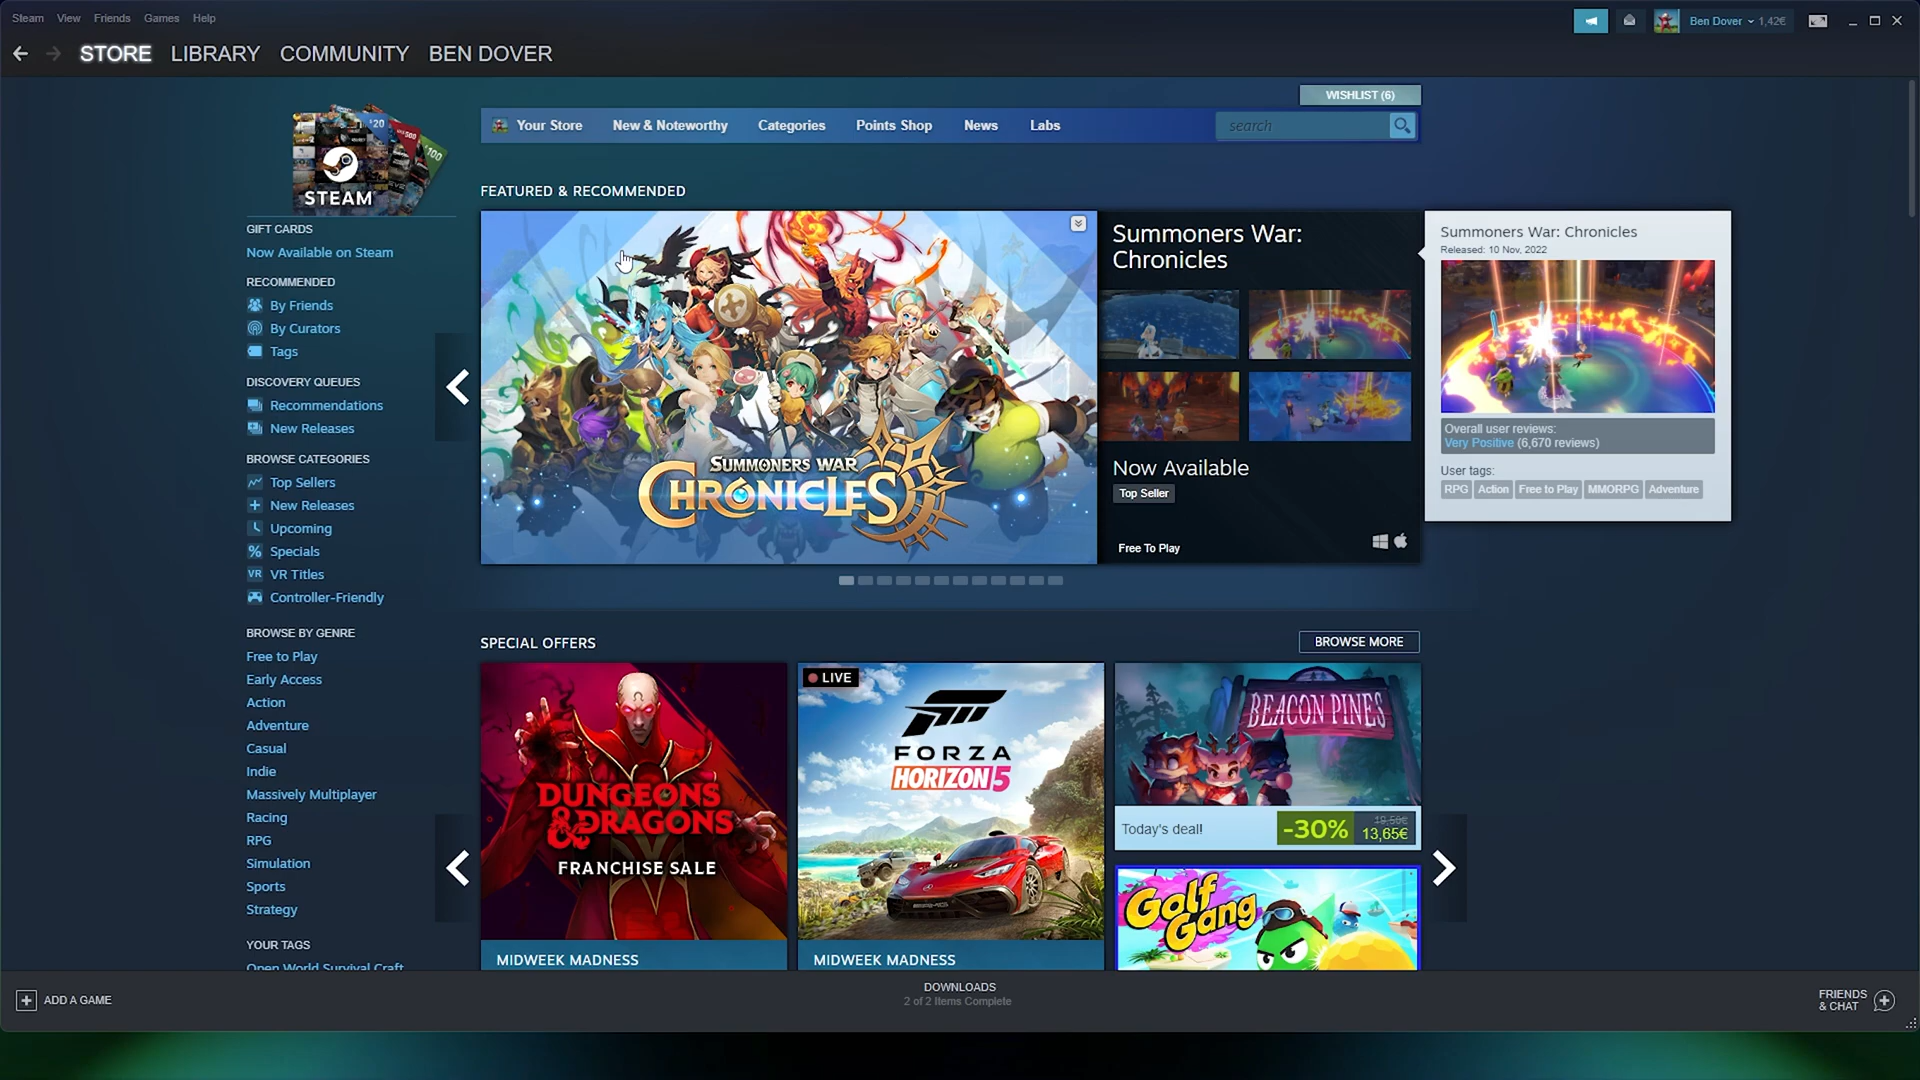 Steam View Friends Games Help
Ben Dover 1,42€
STORE LIBRARY COMMUNITY BEN DOVER
WISHLIST (6)
Your Store New & Noteworthy Categories Points Shop News Labs search
$20
500
100
STEAM
GIFT CARDS
Now Available on Steam
RECOMMENDED
By Friends
By Curators
Tags
DISCOVERY QUEUES
Recommendations
New Releases
BROWSE CATEGORIES
Top Sellers
New Releases
Upcoming
% Specials
VR VR Titles
Controller-Friendly
BROWSE BY GENRE
Free to Play
Early Access
Action
Adventure
Casual
Indie
Massively Multiplayer
Racing
RPG
Simulation
Sports
Strategy
YOUR TAGS
Open World Survival Craft
FEATURED & RECOMMENDED
SUMMONERS WAR
CHRONICLES
Summoners War:
Chronicles
Now Available
Top Seller
Free To Play
Summoners War: Chronicles
Released: 10 Nov, 2022
Overall user reviews:
Very Positive (6,670 reviews)
User tags:
RPG Action Free to Play MMORPG Adventure
SPECIAL OFFERS
BROWSE MORE
DUNGEONS
& DRAGONS
FRANCHISE SALE
MIDWEEK MADNESS
LIVE
FORZA
HORIZON 5
MIDWEEK MADNESS
BEACON PINES
Today's deal!
-30%
19,50€
13,65€
Golf
Gang
ADD A GAME
DOWNLOADS
2 of 2 Items Complete
FRIENDS
& CHAT